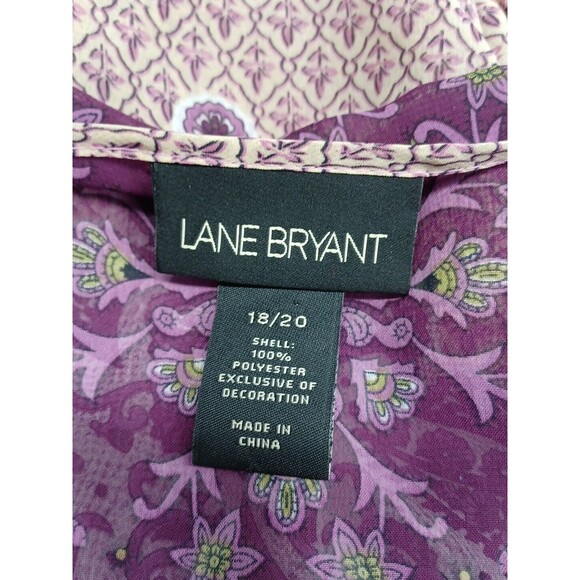 LANE BRYANT
18/20
SHELL:
100%
POLYESTER
EXCLUSIVE OF
DECORATION
MADE IN
CHINA